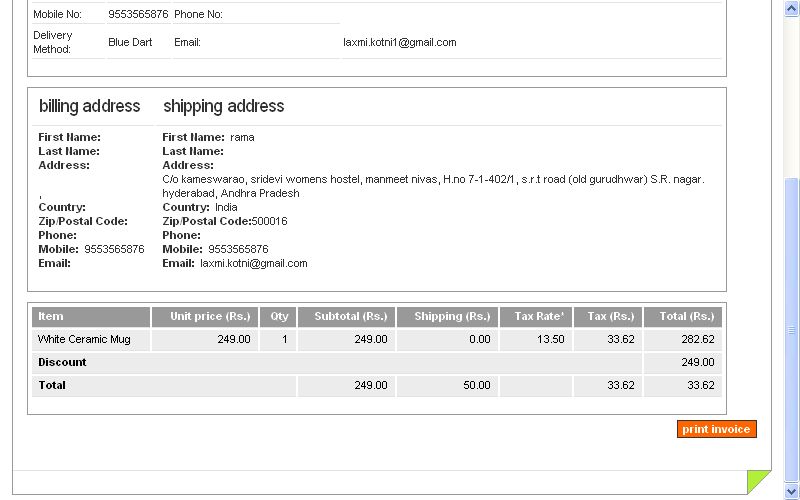 Mobile No: 9553565876 Phone No:
Delivery Method: Blue Dart Email: laxmi.kotni1@gmail.com
billing address shipping address
First Name: First Name: rama
Last Name: Last Name:
Address: Address:
C/o kameswarao, sridevi womens hostel, manmeet nivas, H.no 7-1-402/1, s.r.t road (old gurudhwar) S.R. nagar.
, hyderabad, Andhra Pradesh
Country: Country: India
Zip/Postal Code: Zip/Postal Code:500016
Phone: Phone:
Mobile: 9553565876 Mobile: 9553565876
Email: Email: laxmi.kotni@gmail.com
Item Unit price (Rs.) Qty Subtotal (Rs.) Shipping (Rs.) Tax Rate* Tax (Rs.) Total (Rs.)
White Ceramic Mug 249.00 1 249.00 0.00 13.50 33.62 282.62
Discount 249.00
Total 249.00 50.00 33.62 33.62
print invoice